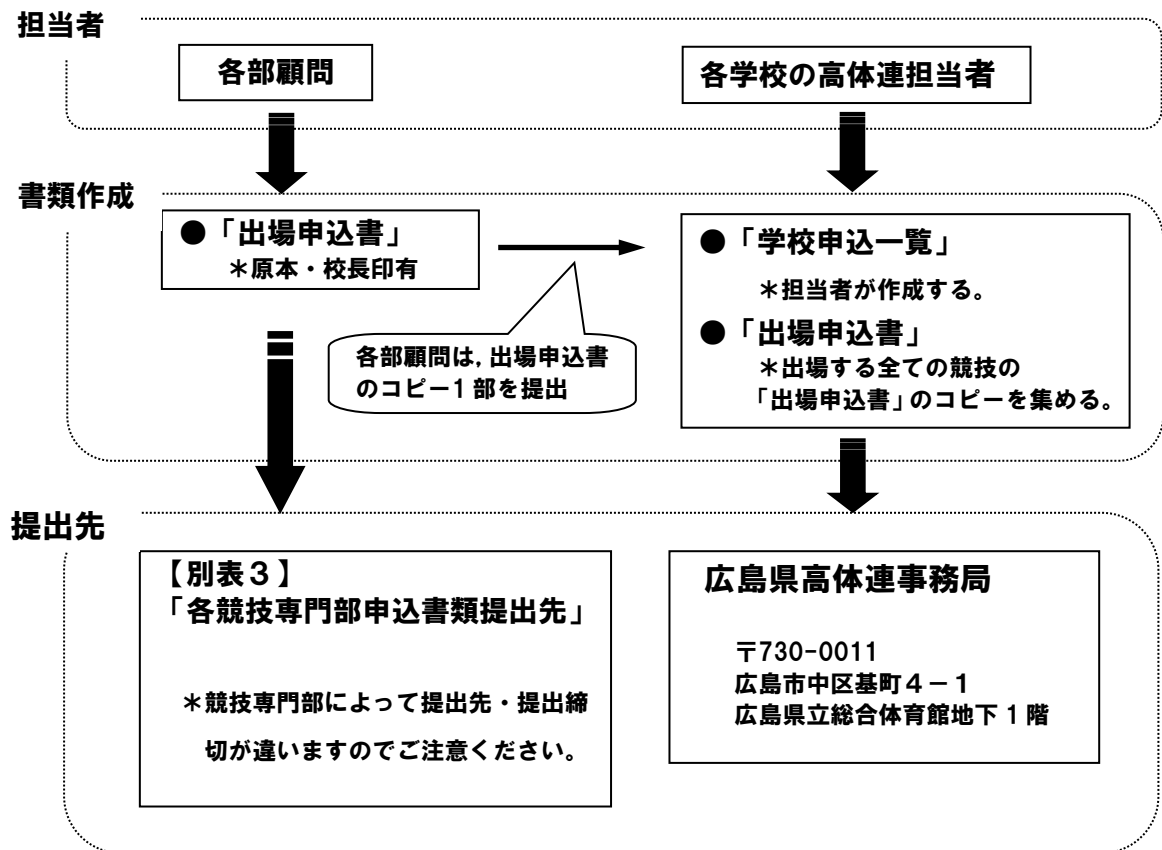 担当者
各部顧問
各学校の高体連担当者
書類作成
●「出場申込書」
＊原本・校長印有
各部顧問は，出場申込書
のコピー1部を提出
●「学校申込一覧」
＊担当者が作成する。
●「出場申込書」
＊出場する全ての競技の
「出場申込書」のコピーを集める。
提出先
【別表３】
「各競技専門部申込書類提出先」
＊競技専門部によって提出先・提出締
切が違いますのでご注意ください。
広島県高体連事務局
〒730-0011
広島市中区基町４－１
広島県立総合体育館地下１階